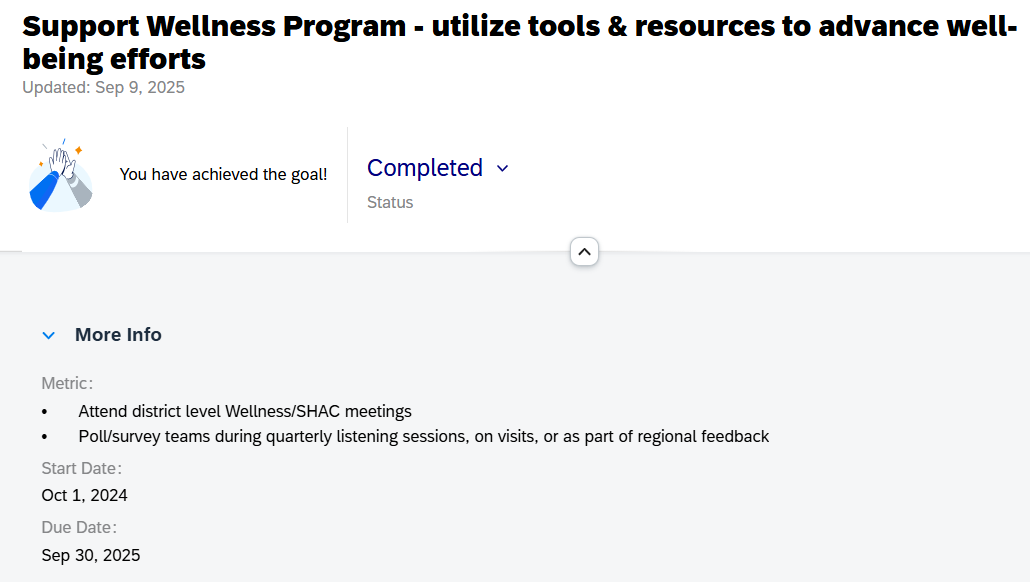 Support Wellness Program - utilize tools & resources to advance well-
being efforts
Updated: Sep 9, 2025
You have achieved the goal!
Completed
Status
More Info
Metric:
• Attend district level Wellness/SHAC meetings
• Poll/survey teams during quarterly listening sessions, on visits, or as part of regional feedback
Start Date:
Oct 1, 2024
Due Date:
Sep 30, 2025